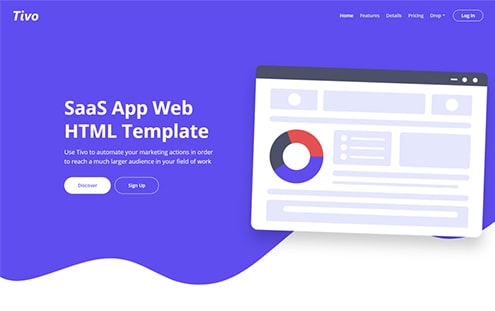 Tivo
Home Features Details Pricing Drop Log In
SaaS App Web
HTML Template
Use Tivo to automate your marketing actions in order
to reach a much larger audience in your field of work
Discover Sign Up